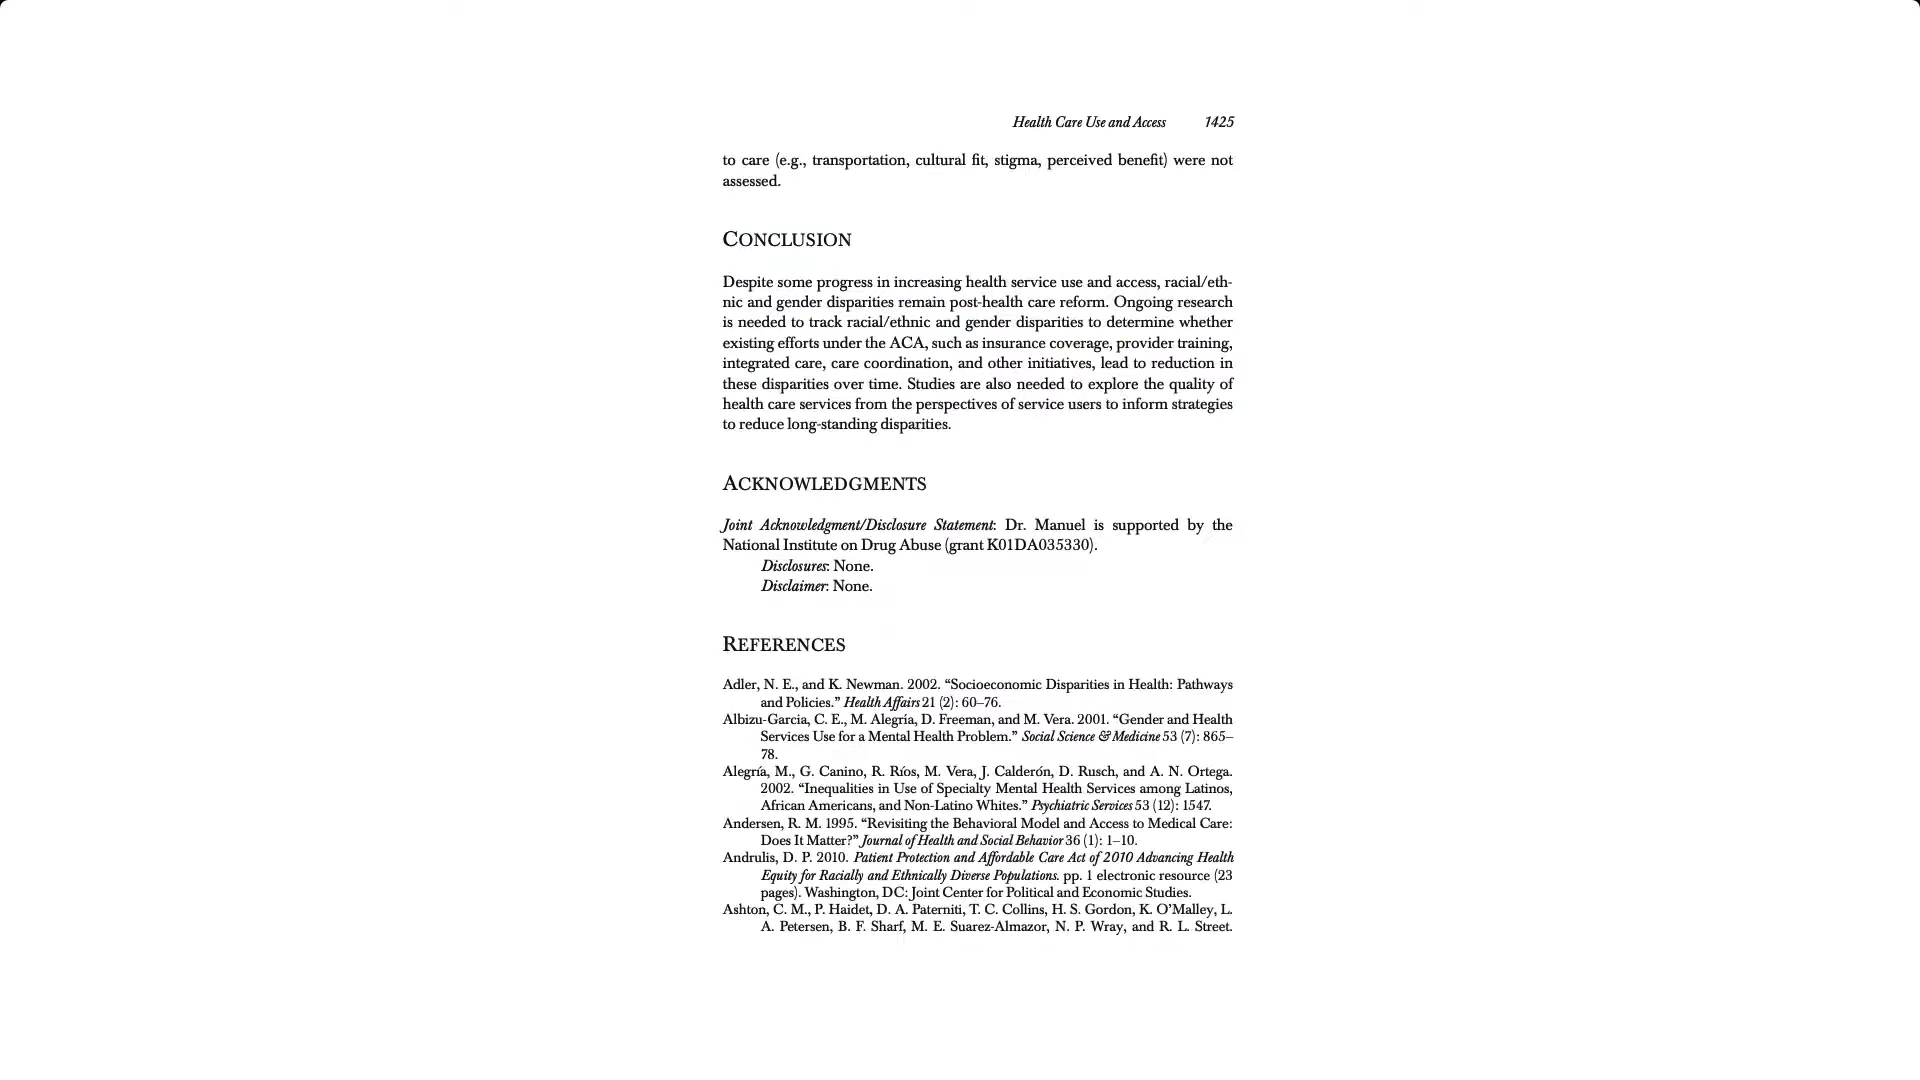 Health Care Use and Access 1425
to care (e.g., transportation, cultural fit, stigma, perceived benefit) were not
assessed.
CONCLUSION
Despite some progress in increasing health service use and access, racial/eth-
nic and gender disparities remain post-health care reform. Ongoing research
is needed to track racial/ethnic and gender disparities to determine whether
existing efforts under the ACA, such as insurance coverage, provider training,
integrated care, care coordination, and other initiatives, lead to reduction in
these disparities over time. Studies are also needed to explore the quality of
health care services from the perspectives of service users to inform strategies
to reduce long-standing disparities.
ACKNOWLEDGMENTS
Joint Acknowledgment/Disclosure Statement: Dr. Manuel is supported by the
National Institute on Drug Abuse (grant K01DA035330).
Disclosures: None.
Disclaimer: None.
REFERENCES
Adler, N. E., and K. Newman. 2002. “Socioeconomic Disparities in Health: Pathways
and Policies.” Health Affairs 21 (2): 60–76.
Albizu-Garcia, C. E., M. Alegría, D. Freeman, and M. Vera. 2001. “Gender and Health
Services Use for a Mental Health Problem.” Social Science & Medicine 53 (7): 865–
78.
Alegría, M., G. Canino, R. Ríos, M. Vera, J. Calderón, D. Rusch, and A. N. Ortega.
2002. “Inequalities in Use of Specialty Mental Health Services among Latinos,
African Americans, and Non-Latino Whites.” Psychiatric Services 53 (12): 1547.
Andersen, R. M. 1995. “Revisiting the Behavioral Model and Access to Medical Care:
Does It Matter?” Journal of Health and Social Behavior 36 (1): 1–10.
Andrulis, D. P. 2010. Patient Protection and Affordable Care Act of 2010 Advancing Health
Equity for Racially and Ethnically Diverse Populations. pp. 1 electronic resource (23
pages). Washington, DC: Joint Center for Political and Economic Studies.
Ashton, C. M., P. Haidet, D. A. Paterniti, T. C. Collins, H. S. Gordon, K. O’Malley, L.
A. Petersen, B. F. Sharf, M. E. Suarez-Almazor, N. P. Wray, and R. L. Street.